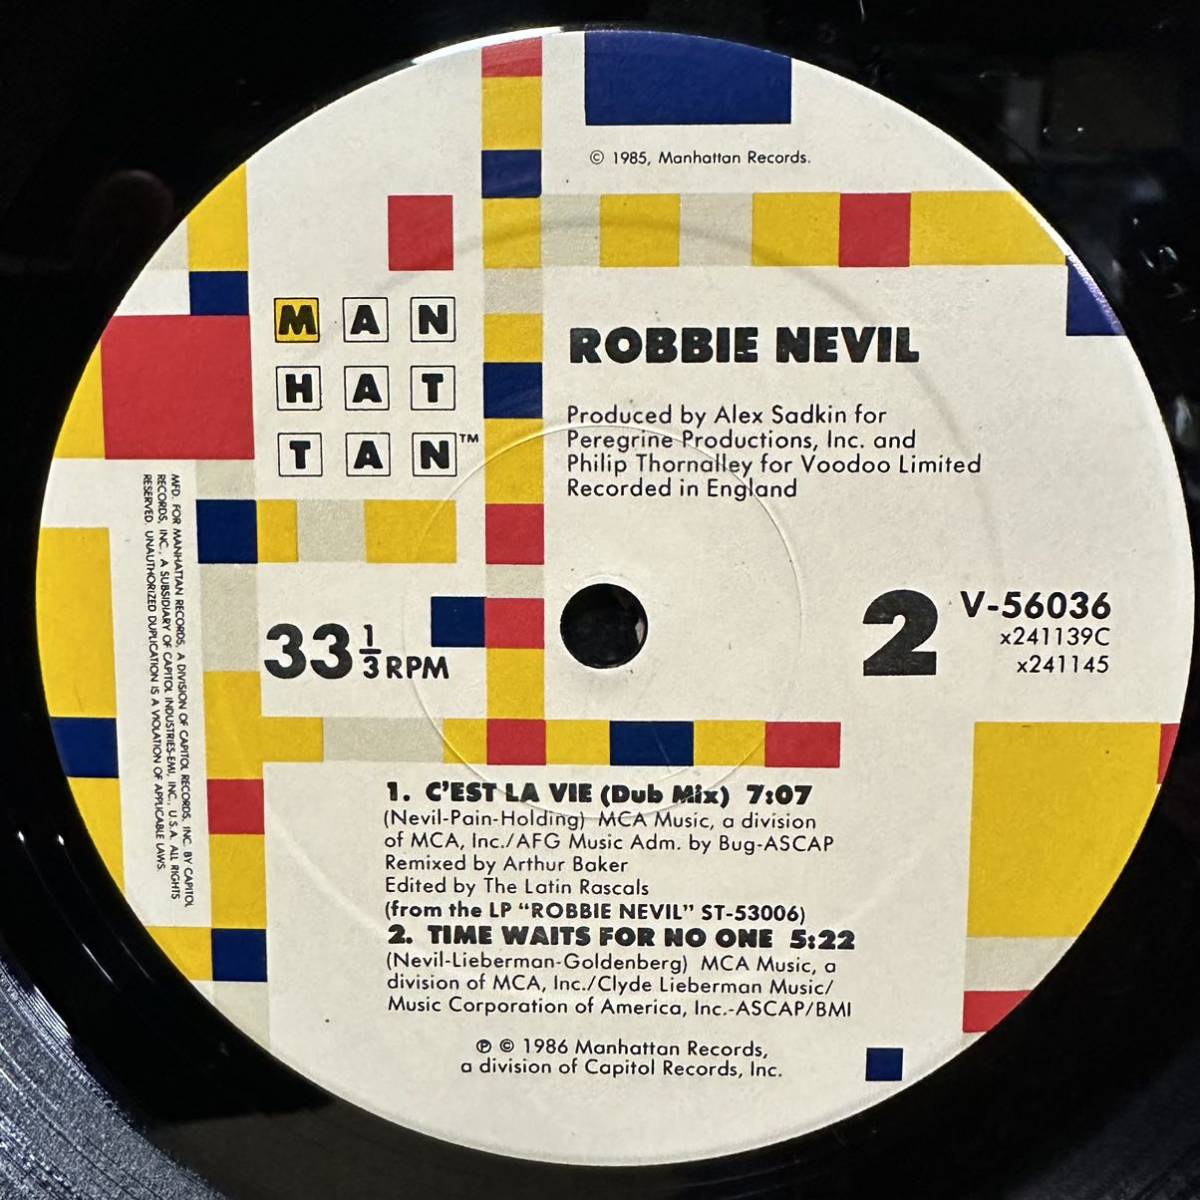 © 1985, Manhattan Records.
MAN
HAT
TAN™
ROBBIE NEVIL
Produced by Alex Sadkin for
Peregrine Productions, Inc. and
Philip Thornalley for Voodoo Limited
Recorded in England
MFD. FOR MANHATTAN RECORDS, A DIVISION OF CAPITOL RECORDS, INC. BY CAPITOL
RECORDS, INC., A SUBSIDIARY OF CAPITOL INDUSTRIES-EMI, INC., U.S.A. ALL RIGHTS
RESERVED. UNAUTHORIZED DUPLICATION IS A VIOLATION OF APPLICABLE LAWS.
33 1/3 RPM
2
V-56036
x241139C
x241145
1. C'EST LA VIE (Dub Mix) 7:07
(Nevil-Pain-Holding) MCA Music, a division
of MCA, Inc./AFG Music Adm. by Bug-ASCAP
Remixed by Arthur Baker
Edited by The Latin Rascals
(from the LP "ROBBIE NEVIL" ST-53006)
2. TIME WAITS FOR NO ONE 5:22
(Nevil-Lieberman-Goldenberg) MCA Music, a
division of MCA, Inc./Clyde Lieberman Music/
Music Corporation of America, Inc.-ASCAP/BMI
℗ © 1986 Manhattan Records,
a division of Capitol Records, Inc.